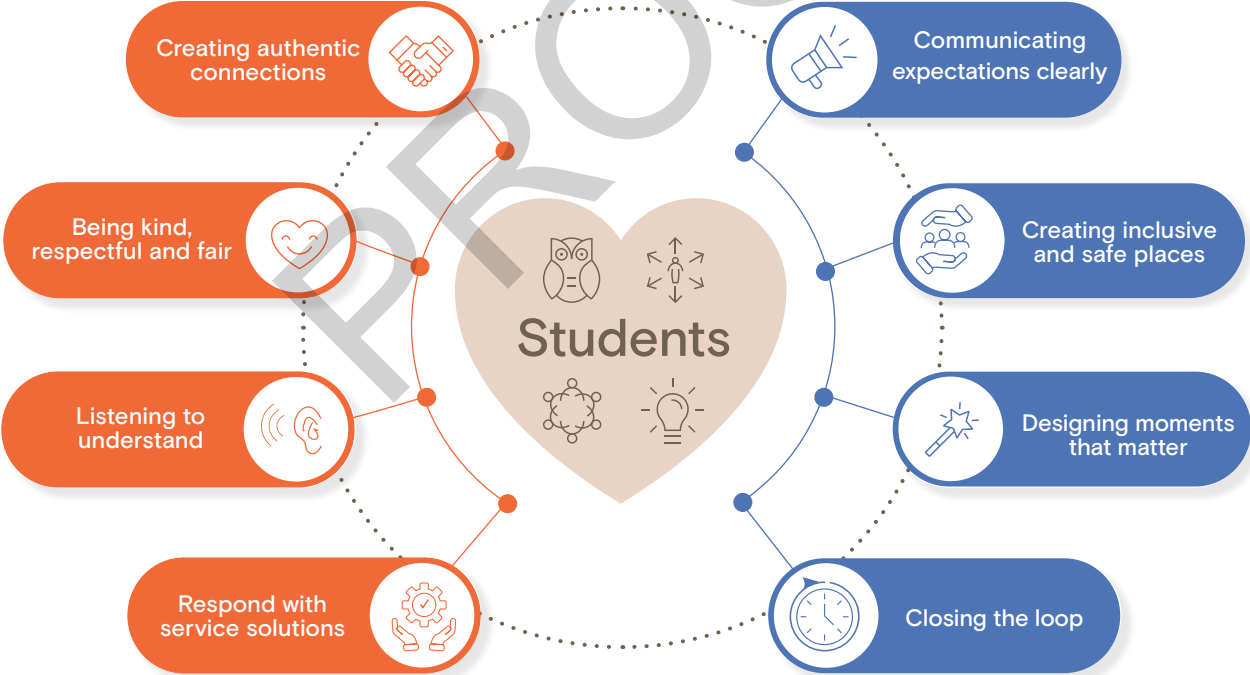 Creating authentic
connections
Communicating
expectations clearly
Being kind,
respectful and fair
Creating inclusive
and safe places
Students
Listening to
understand
Designing moments
that matter
Respond with
service solutions
Closing the loop
PRO